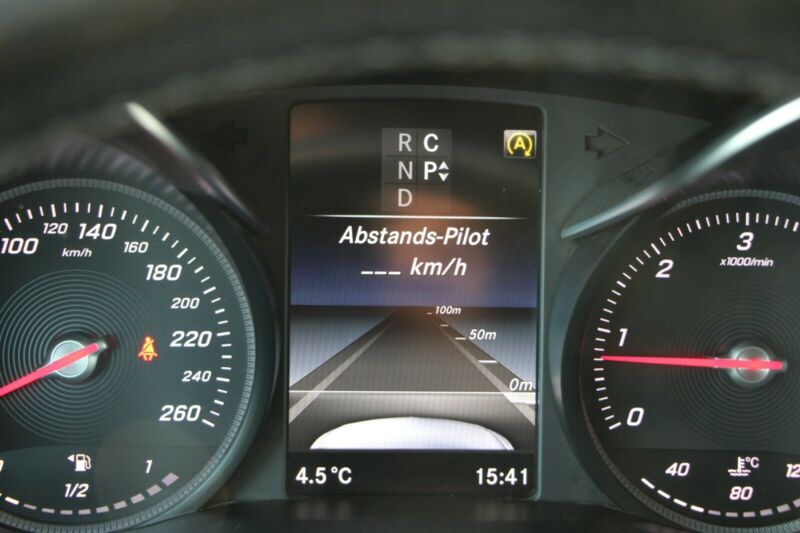 R C
N P
D
A
Abstands-Pilot
--- km/h
100m
50m
0m
4.5 °C 15:41
100
120
140
160
km/h
180
200
220
240
260
1/2
1
3
x1000/min
2
1
0
40
°C
80